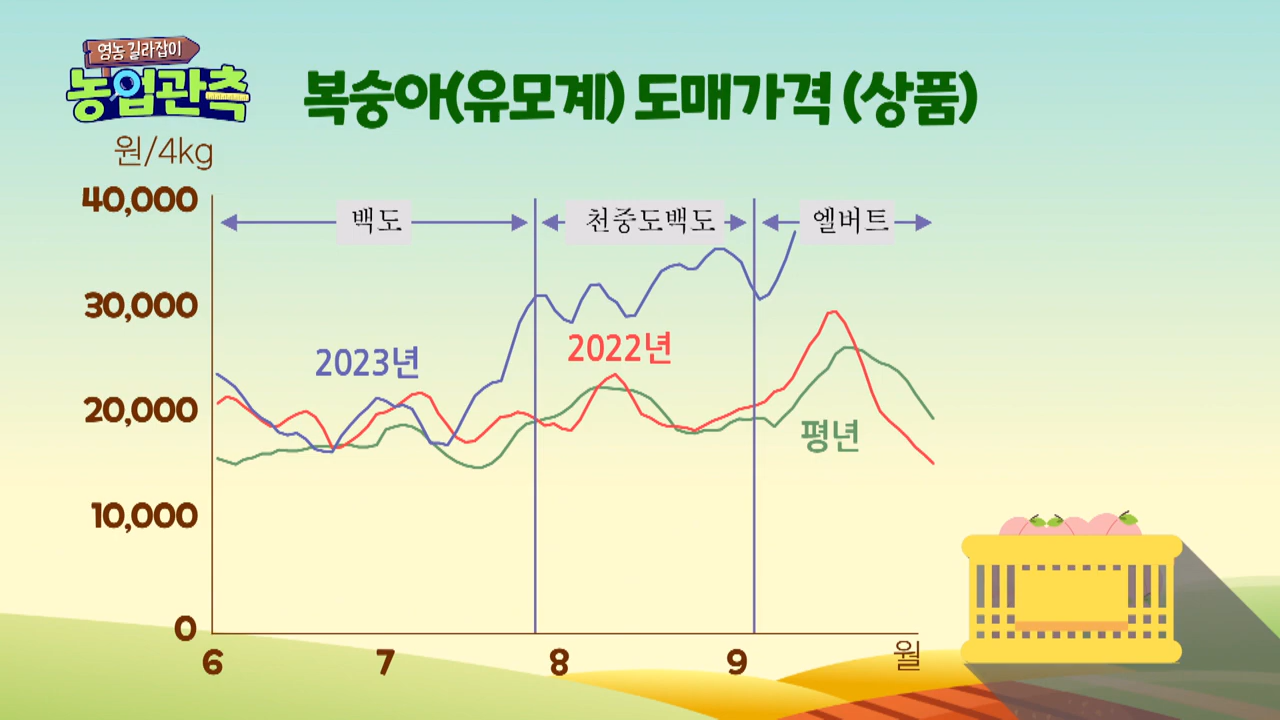 영농 길라잡이
농업관측
복숭아(유모계) 도매가격 (상품)
원/4kg
40,000
30,000
20,000
10,000
0
백도
천중도백도
엘버트
2023년
2022년
평년
6 7 8 9 월